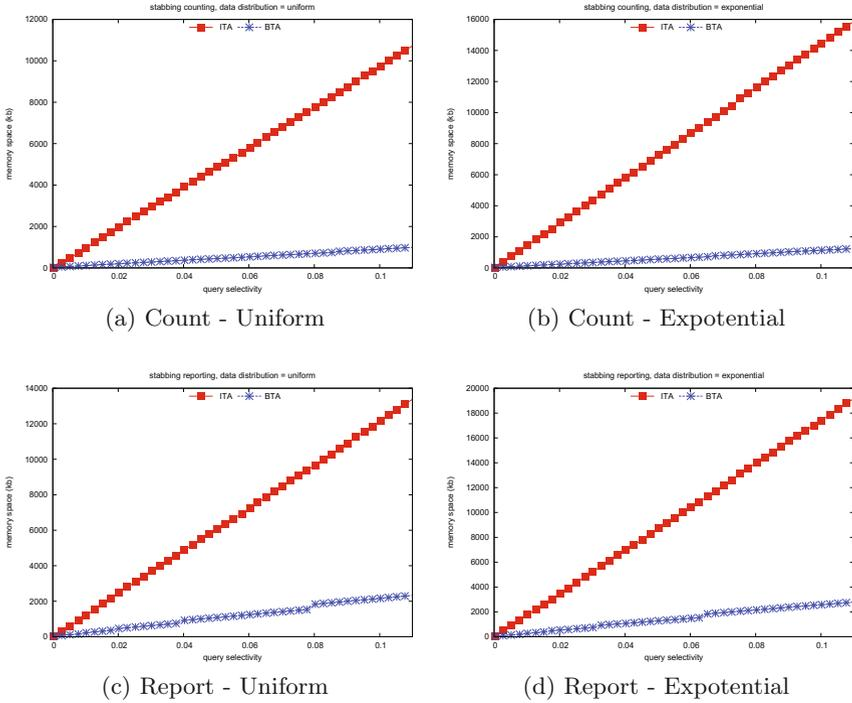 stabbing counting, data distribution = uniform
ITA BTA
12000
10000
8000
6000
4000
2000
0
memory space (kb)
0 0.02 0.04 0.06 0.08 0.1
query selectivity
(a) Count - Uniform
stabbing counting, data distribution = exponential
ITA BTA
16000
14000
12000
10000
8000
6000
4000
2000
0
memory space (kb)
0 0.02 0.04 0.06 0.08 0.1
query selectivity
(b) Count - Expotential
stabbing reporting, data distribution = uniform
ITA BTA
14000
12000
10000
8000
6000
4000
2000
0
memory space (kb)
0 0.02 0.04 0.06 0.08 0.1
query selectivity
(c) Report - Uniform
stabbing reporting, data distribution = exponential
ITA BTA
20000
18000
16000
14000
12000
10000
8000
6000
4000
2000
0
memory space (kb)
0 0.02 0.04 0.06 0.08 0.1
query selectivity
(d) Report - Expotential